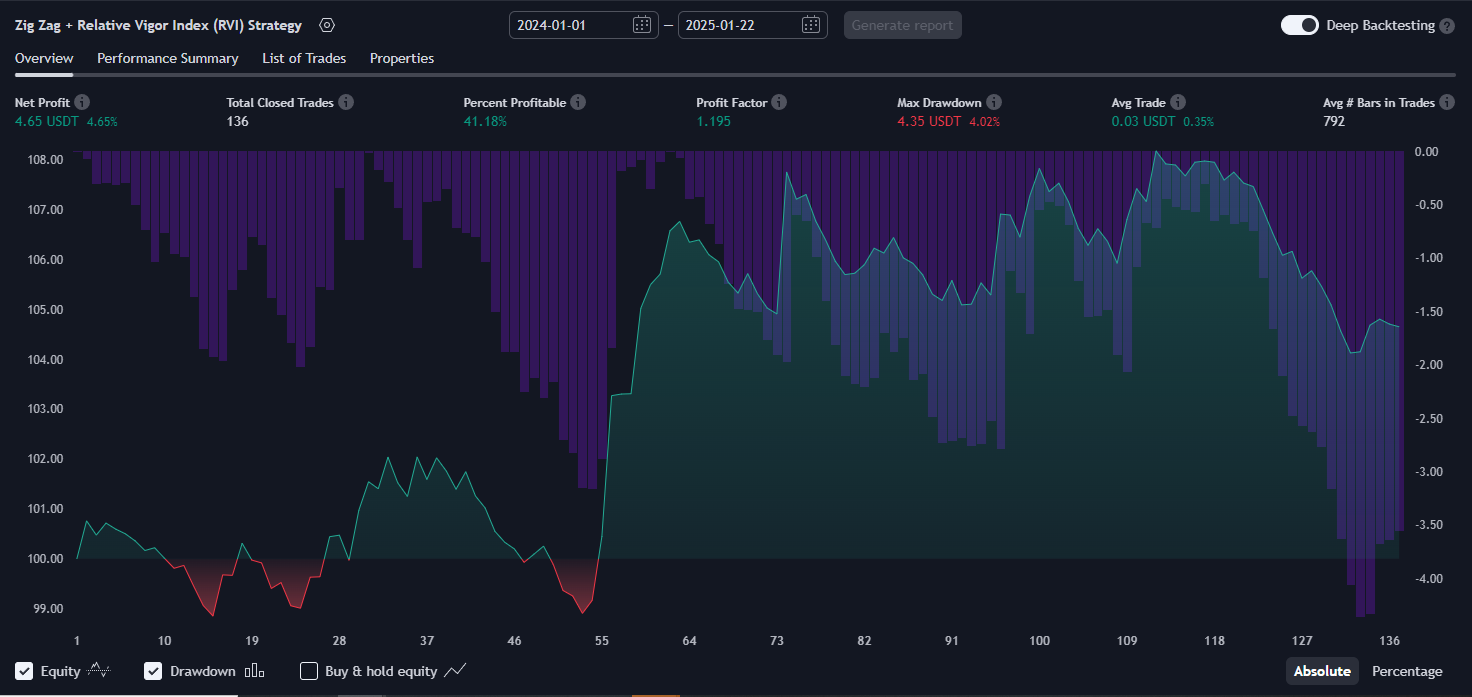 Zig Zag + Relative Vigor Index (RVI) Strategy 2024-01-01 — 2025-01-22 Generate report Deep Backtesting ?
Overview Performance Summary List of Trades Properties
Net Profit Total Closed Trades Percent Profitable Profit Factor Max Drawdown Avg Trade Avg # Bars in Trades
4.65 USDT 4.65% 136 41.18% 1.195 4.35 USDT 4.02% 0.03 USDT 0.35% 792
108.00 0.00
107.00 -0.50
106.00 -1.00
105.00 -1.50
104.00 -2.00
103.00 -2.50
102.00 -3.00
101.00 -3.50
100.00 -4.00
99.00
1 10 19 28 37 46 55 64 73 82 91 100 109 118 127 136
Equity Drawdown Buy & hold equity Absolute Percentage